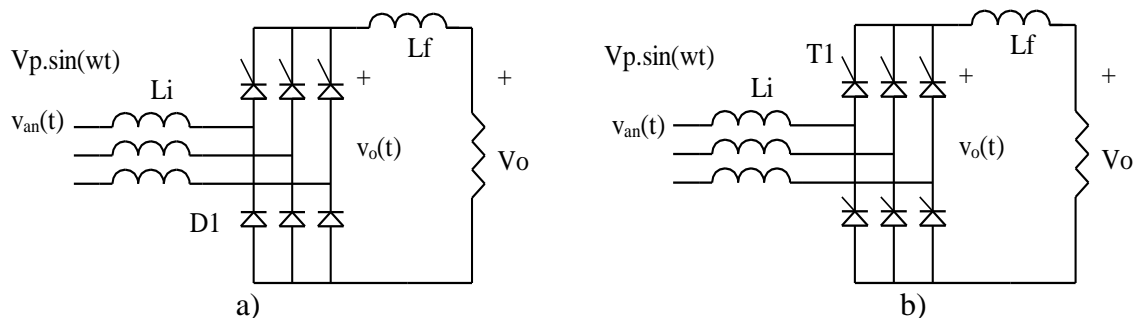 Vp.sin(wt)
Li
van(t)
D1
Lf
+
+
vo(t)
Vo
a)
Vp.sin(wt)
T1
Li
van(t)
Lf
+
+
vo(t)
Vo
b)